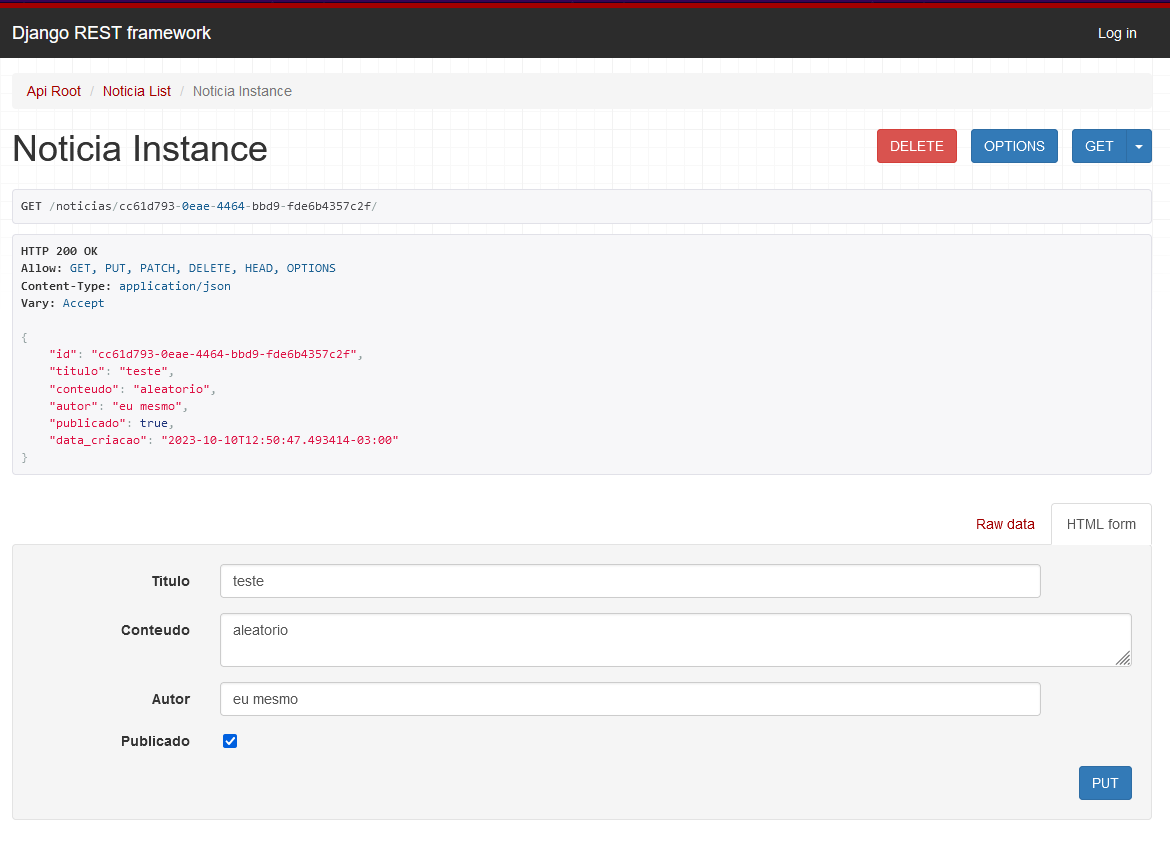 Django REST framework
Log in
Api Root / Noticia List / Noticia Instance
Noticia Instance
DELETE
OPTIONS
GET
GET /noticias/cc61d793-0eae-4464-bbd9-fde6b4357c2f/
HTTP 200 OK
Allow: GET, PUT, PATCH, DELETE, HEAD, OPTIONS
Content-Type: application/json
Vary: Accept
{
    "id": "cc61d793-0eae-4464-bbd9-fde6b4357c2f",
    "titulo": "teste",
    "conteudo": "aleatorio",
    "autor": "eu mesmo",
    "publicado": true,
    "data_criacao": "2023-10-10T12:50:47.493414-03:00"
}
Raw data
HTML form
Titulo
teste
Conteudo
aleatorio
Autor
eu mesmo
Publicado
PUT